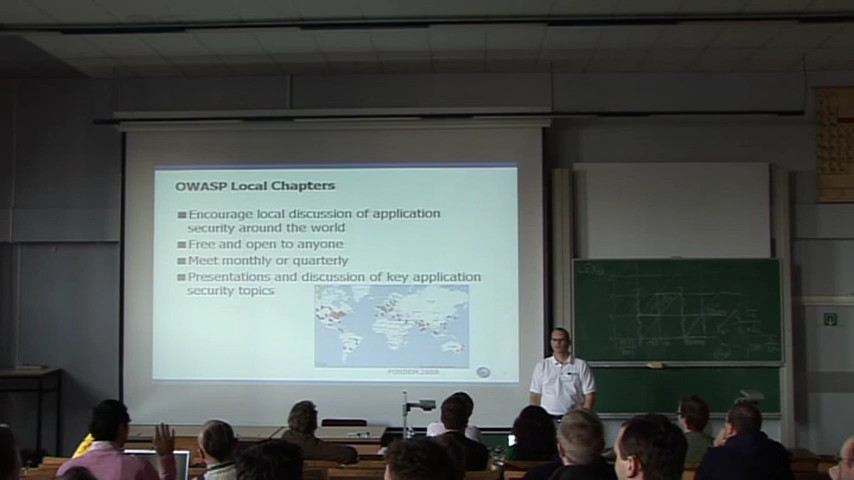 OWASP Local Chapters
Encourage local discussion of application
security around the world
Free and open to anyone
Meet monthly or quarterly
Presentations and discussion of key application
security topics
FOSDEM 2008